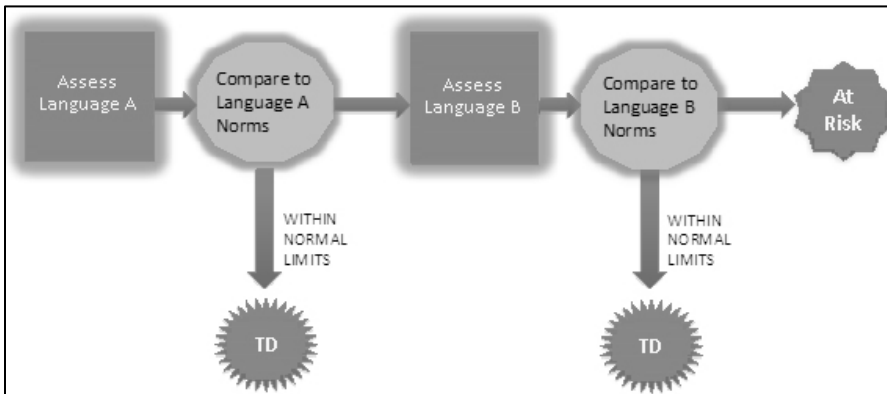 Assess
Language A
Compare to
Language A
Norms
Assess
Language B
Compare to
Language B
Norms
At
Risk
WITHIN
NORMAL
LIMITS
WITHIN
NORMAL
LIMITS
TD
TD